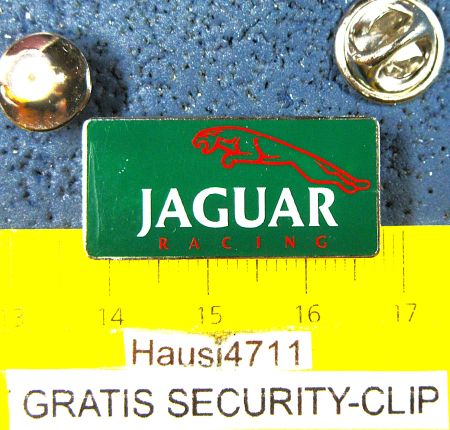 JAGUAR
RACING
13 14 15 16 17
Hausi4711
GRATIS SECURITY-CLIP